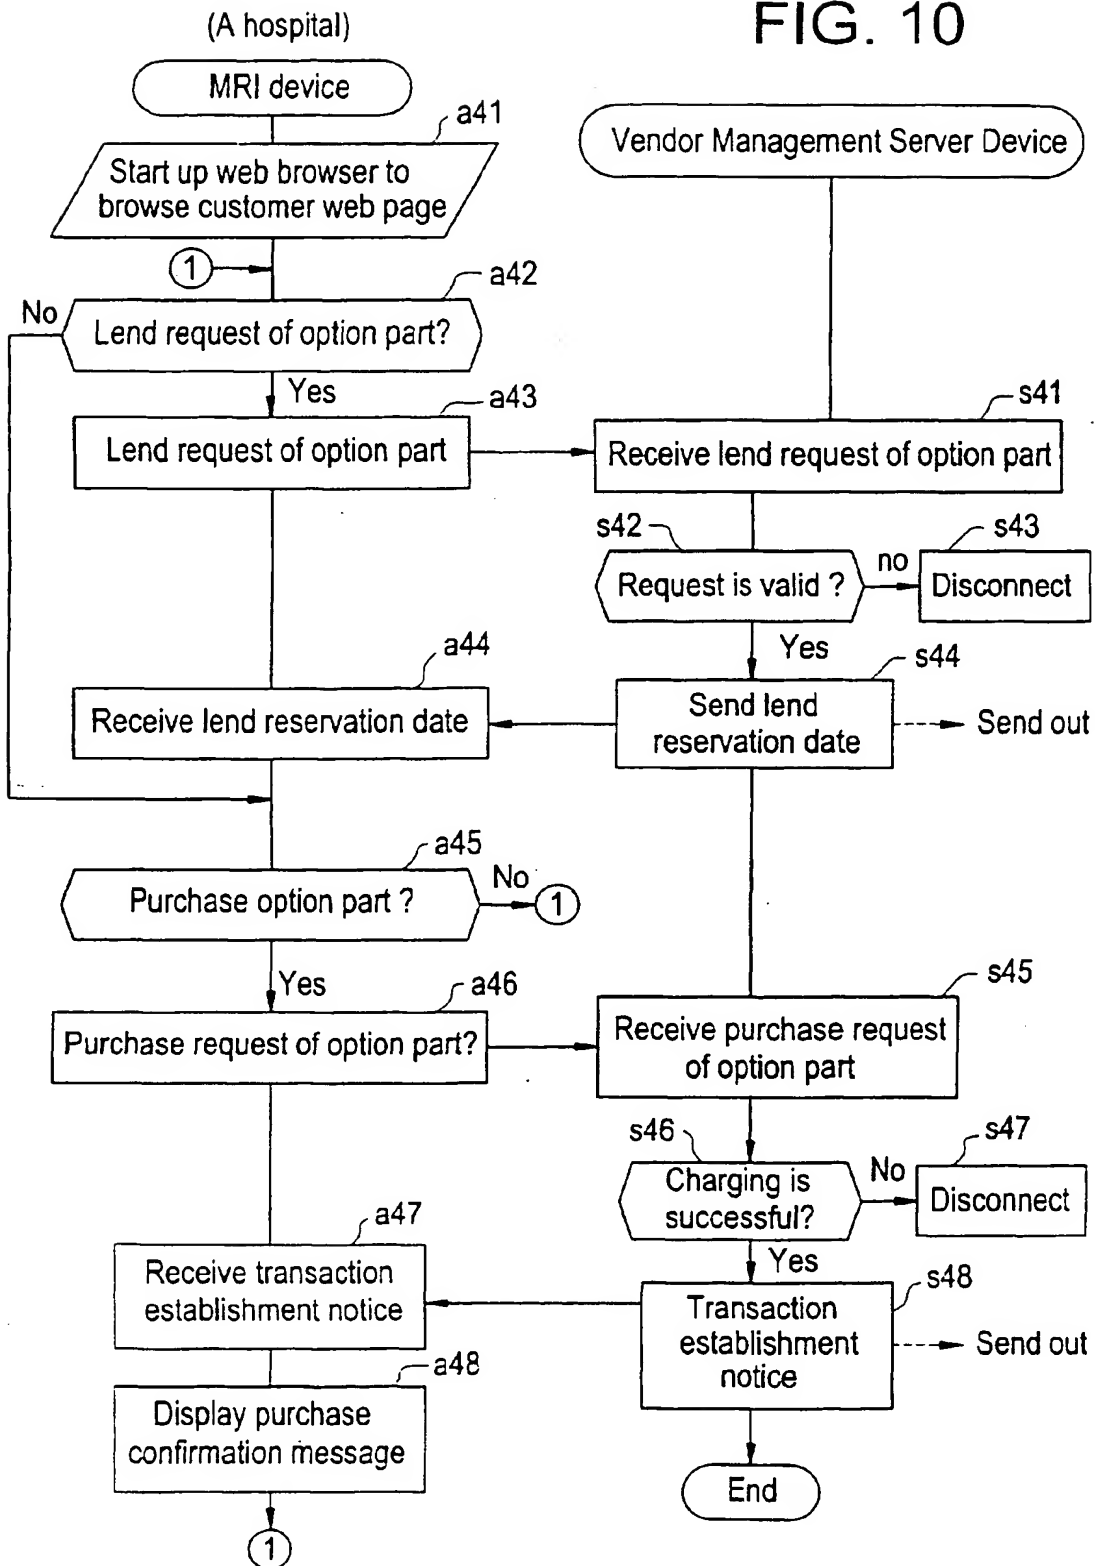 FIG. 10
(A hospital)
MRI device
Vendor Management Server Device
a41
Start up web browser to
browse customer web page
1
a42
No
Lend request of option part?
Yes
a43
Lend request of option part
s41
Receive lend request of option part
s42
Request is valid ?
no
s43
Disconnect
Yes
a44
Receive lend reservation date
s44
Send lend
reservation date
Send out
a45
Purchase option part ?
No
1
Yes
a46
Purchase request of option part?
s45
Receive purchase request
of option part
s46
Charging is
successful?
No
s47
Disconnect
Yes
a47
Receive transaction
establishment notice
s48
Transaction
establishment
notice
Send out
a48
Display purchase
confirmation message
End
1